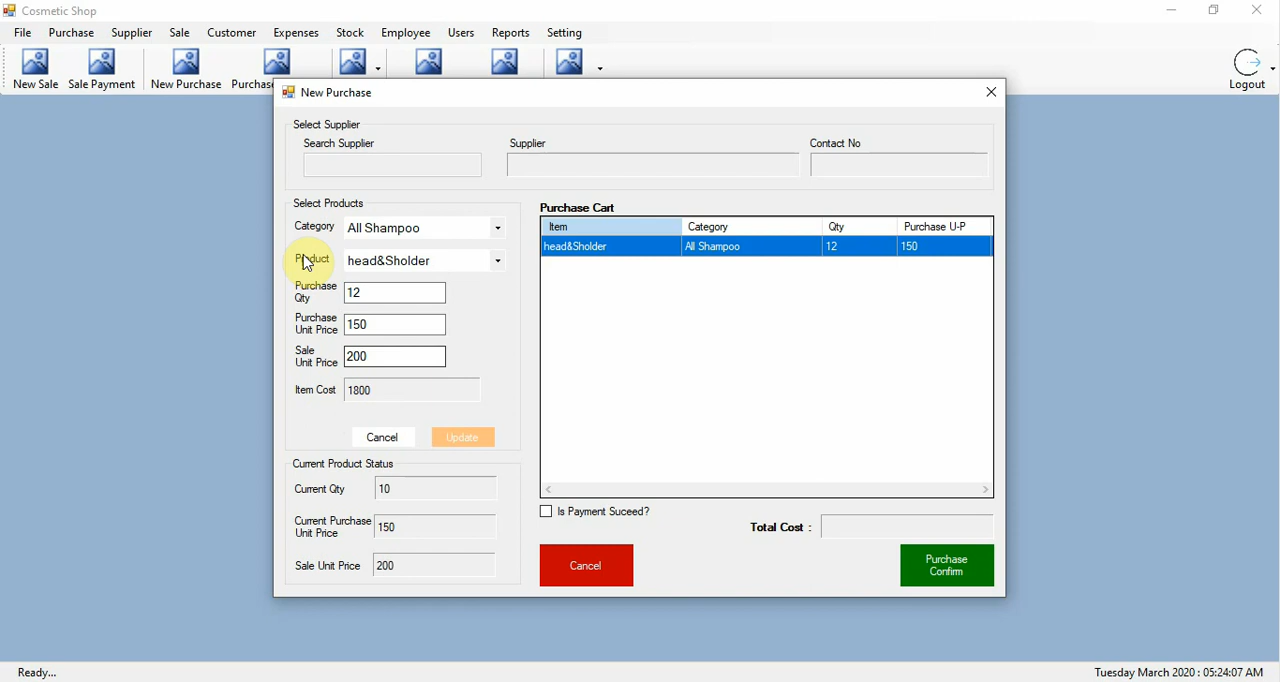 Cosmetic Shop
File Purchase Supplier Sale Customer Expenses Stock Employee Users Reports Setting
New Sale Sale Payment New Purchase Logout
New Purchase
Select Supplier
Search Supplier Supplier Contact No
Select Products
Category All Shampoo
Product head&Sholder
Purchase
Qty 12
Purchase
Unit Price 150
Sale
Unit Price 200
Item Cost 1800
Cancel Update
Current Product Status
Current Qty 10
Current Purchase
Unit Price 150
Sale Unit Price 200
Purchase Cart
Item Category Qty Purchase U-P
head&Sholder All Shampoo 12 150
Is Payment Suceed?
Total Cost :
Cancel
Purchase
Confirm
Ready... Tuesday March 2020 : 05:24:07 AM